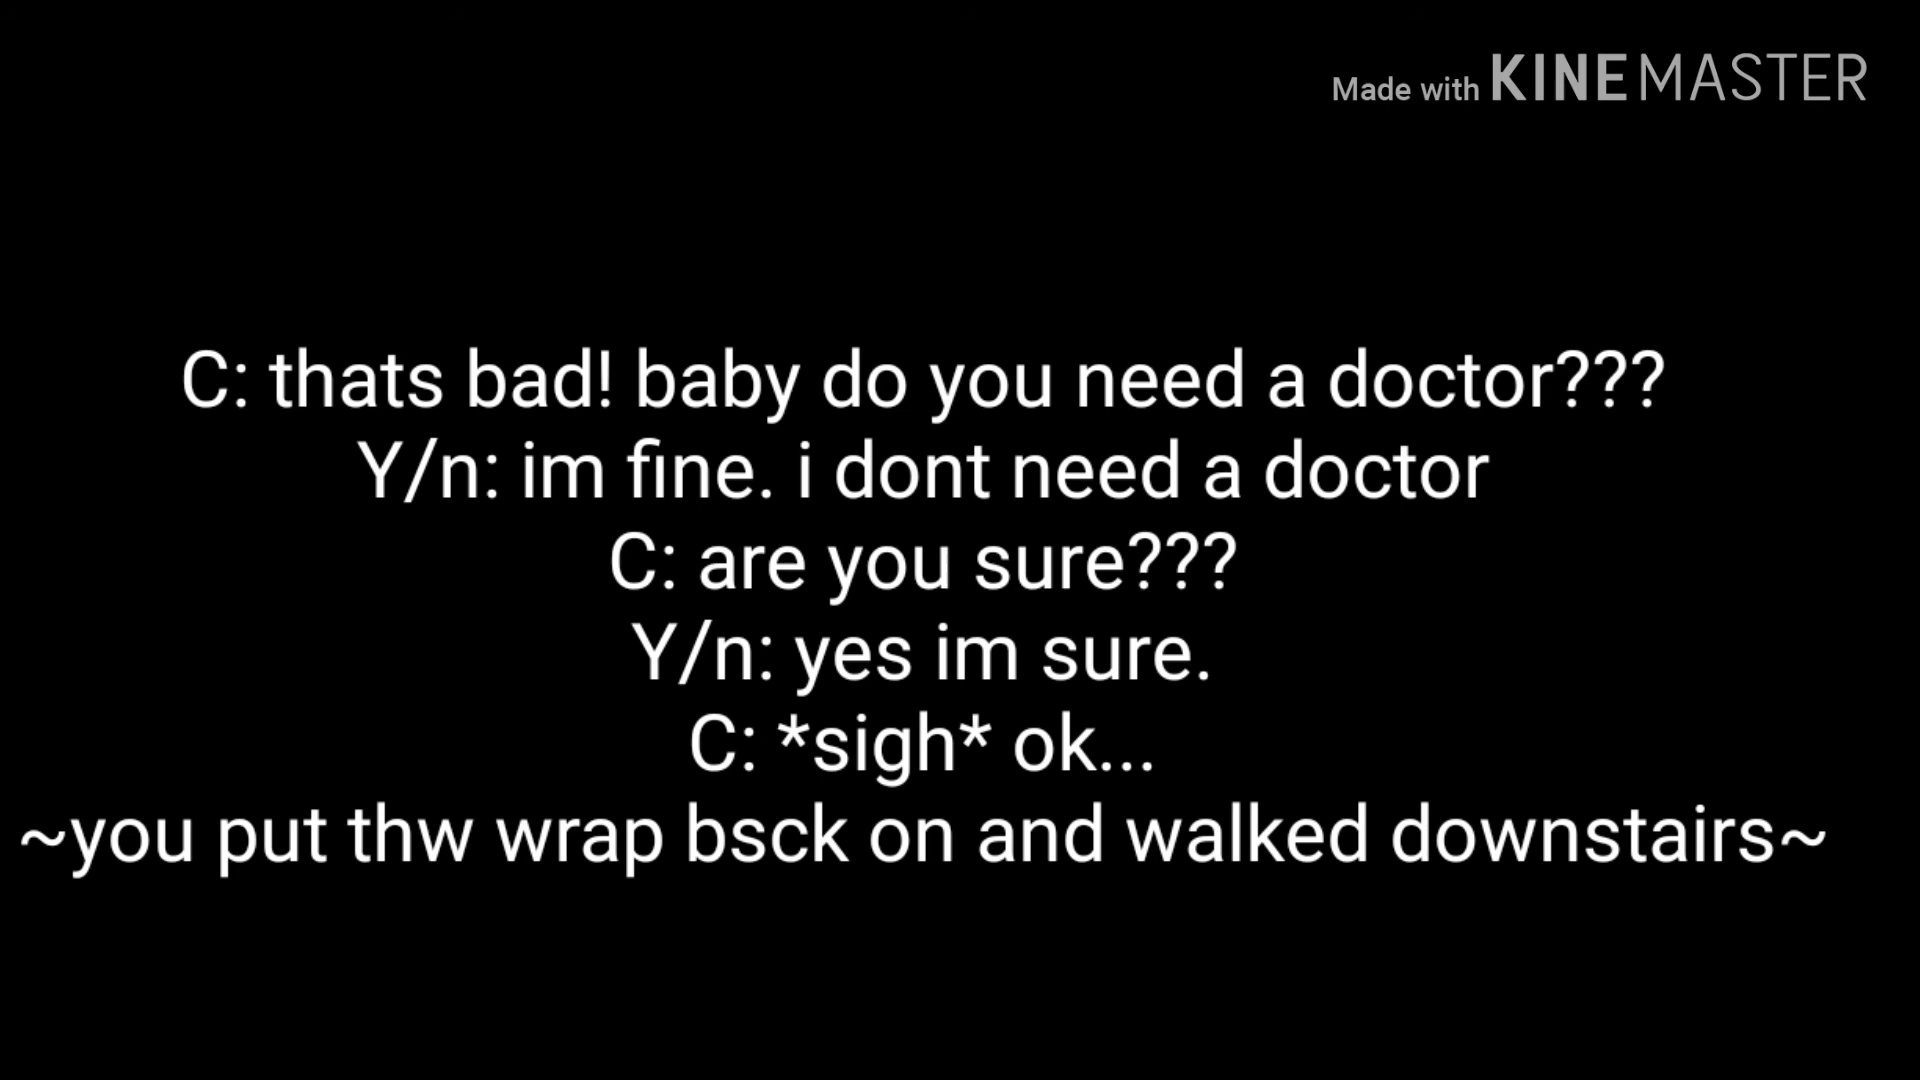 Made with KINEMASTER
C: thats bad! baby do you need a doctor???
Y/n: im fine. i dont need a doctor
C: are you sure???
Y/n: yes im sure.
C: *sigh* ok...
~you put thw wrap bsck on and walked downstairs~